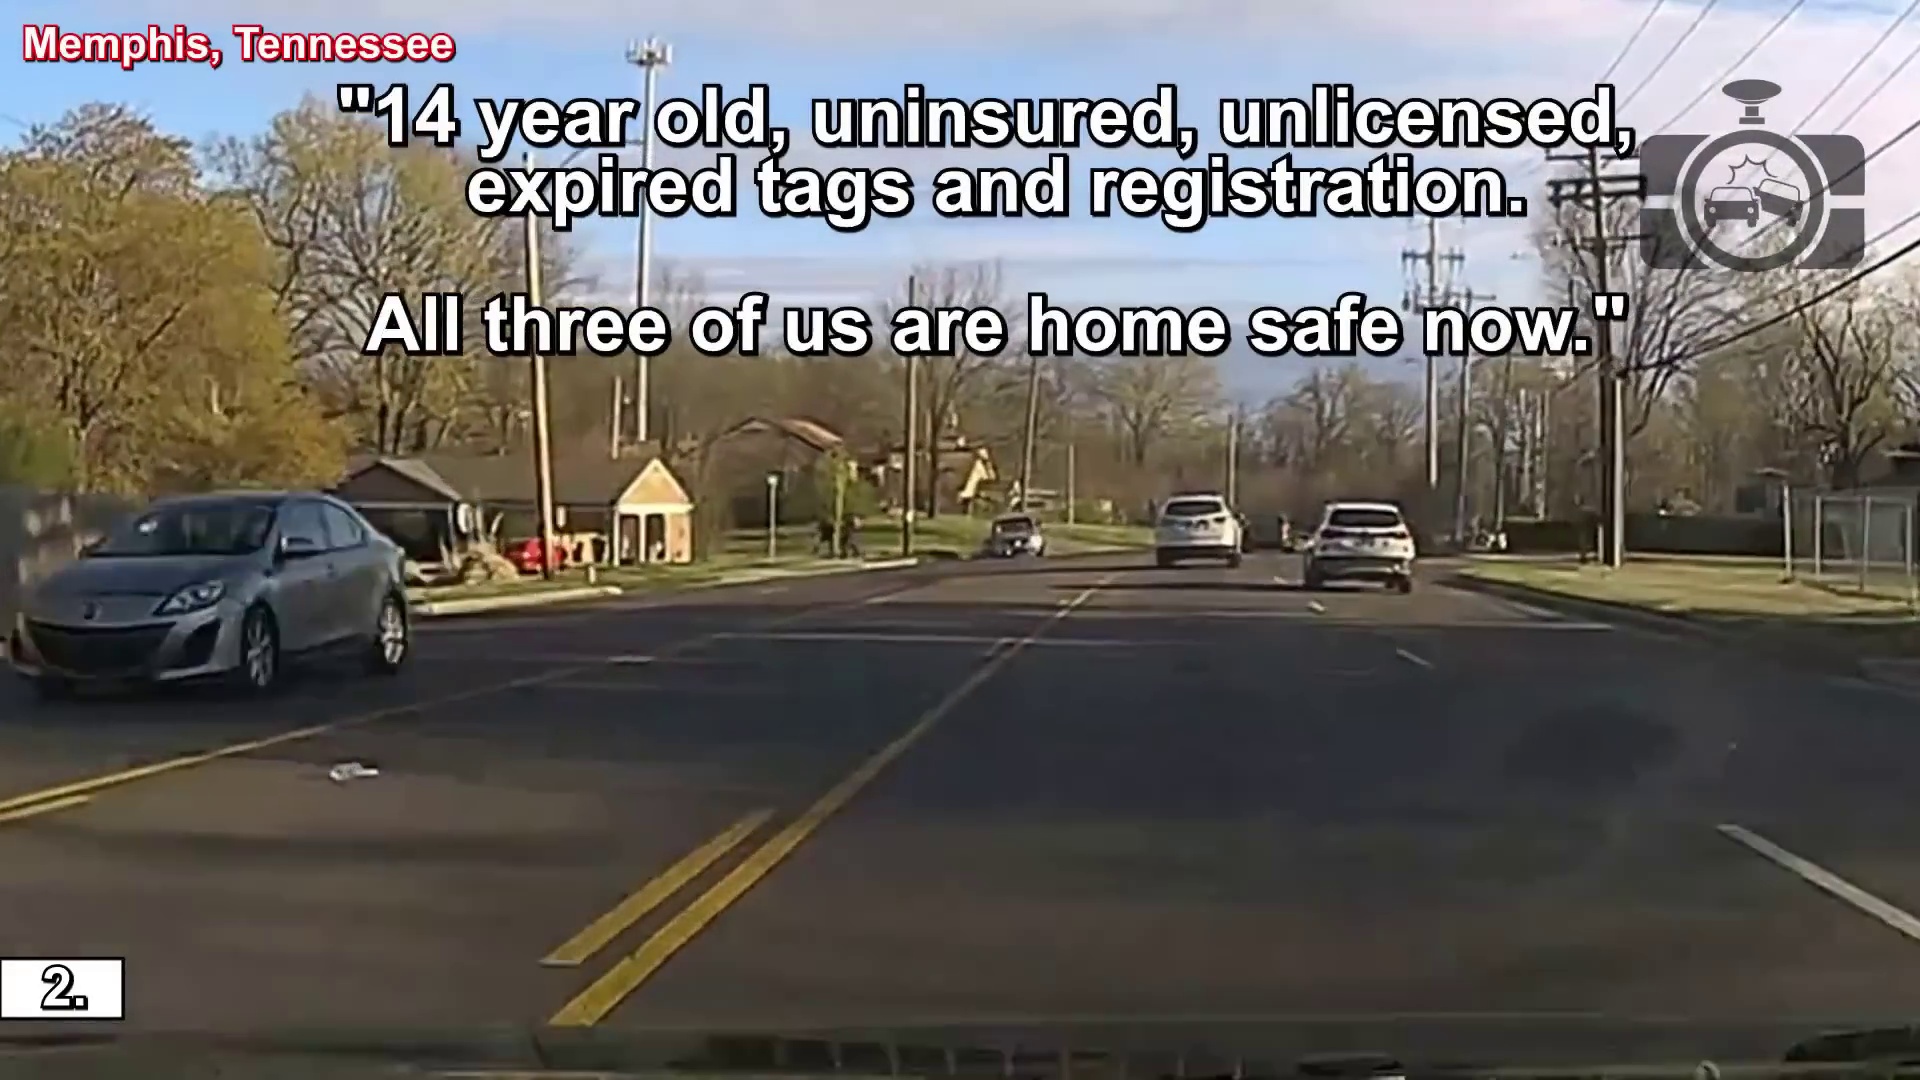 Memphis, Tennessee
"14 year old, uninsured, unlicensed,
expired tags and registration.
All three of us are home safe now."
2.